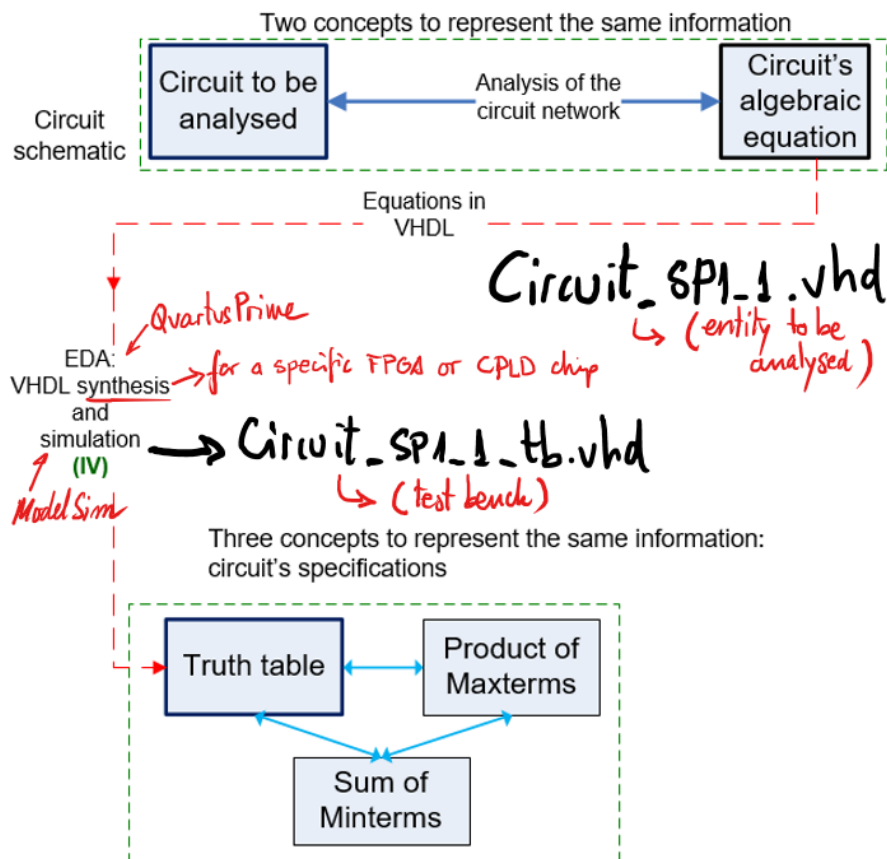 Two concepts to represent the same information
Circuit to be
analysed
Analysis of the
circuit network
Circuit's
algebraic
equation
Circuit
schematic
Equations in
VHDL
Circuit_SP1_1.vhd
(entity to be
analysed)
QuartusPrime
EDA:
VHDL synthesis
for a specific FPGA or CPLD chip
and
simulation
(IV)
Circuit_SP1_1_tb.vhd
(test bench)
ModelSim
Three concepts to represent the same information:
circuit's specifications
Truth table
Product of
Maxterms
Sum of
Minterms